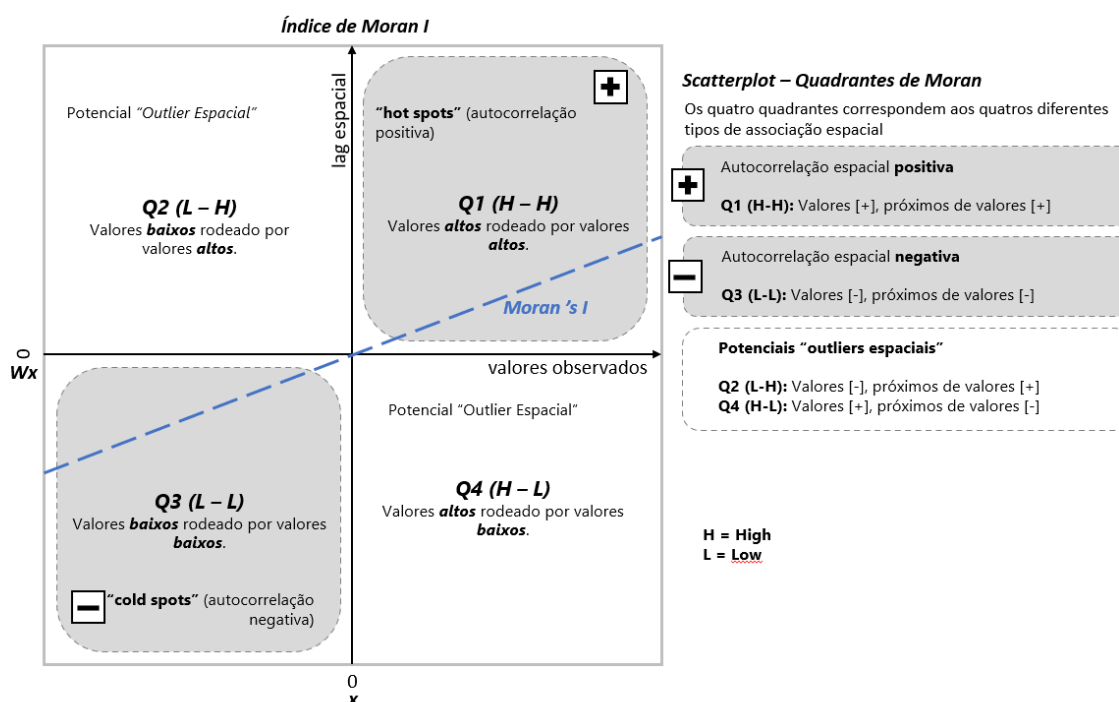 Índice de Moran I
lag espacial
Potencial “Outlier Espacial”
“hot spots” (autocorrelação
positiva)
Q2 (L – H)
Valores baixos rodeado por
valores altos.
Q1 (H – H)
Valores altos rodeado por valores
altos.
Moran ’s I
0
Wx
valores observados
Potencial “Outlier Espacial”
Q3 (L – L)
Valores baixos rodeado por valores
baixos.
Q4 (H – L)
Valores altos rodeado por valores
baixos.
“cold spots” (autocorrelação
negativa)
0
x
Scatterplot – Quadrantes de Moran
Os quatro quadrantes correspondem aos quatros diferentes
tipos de associação espacial
Autocorrelação espacial positiva
Q1 (H-H): Valores [+], próximos de valores [+]
Autocorrelação espacial negativa
Q3 (L-L): Valores [-], próximos de valores [-]
Potenciais “outliers espaciais”
Q2 (L-H): Valores [-], próximos de valores [+]
Q4 (H-L): Valores [+], próximos de valores [-]
H = High
L = Low